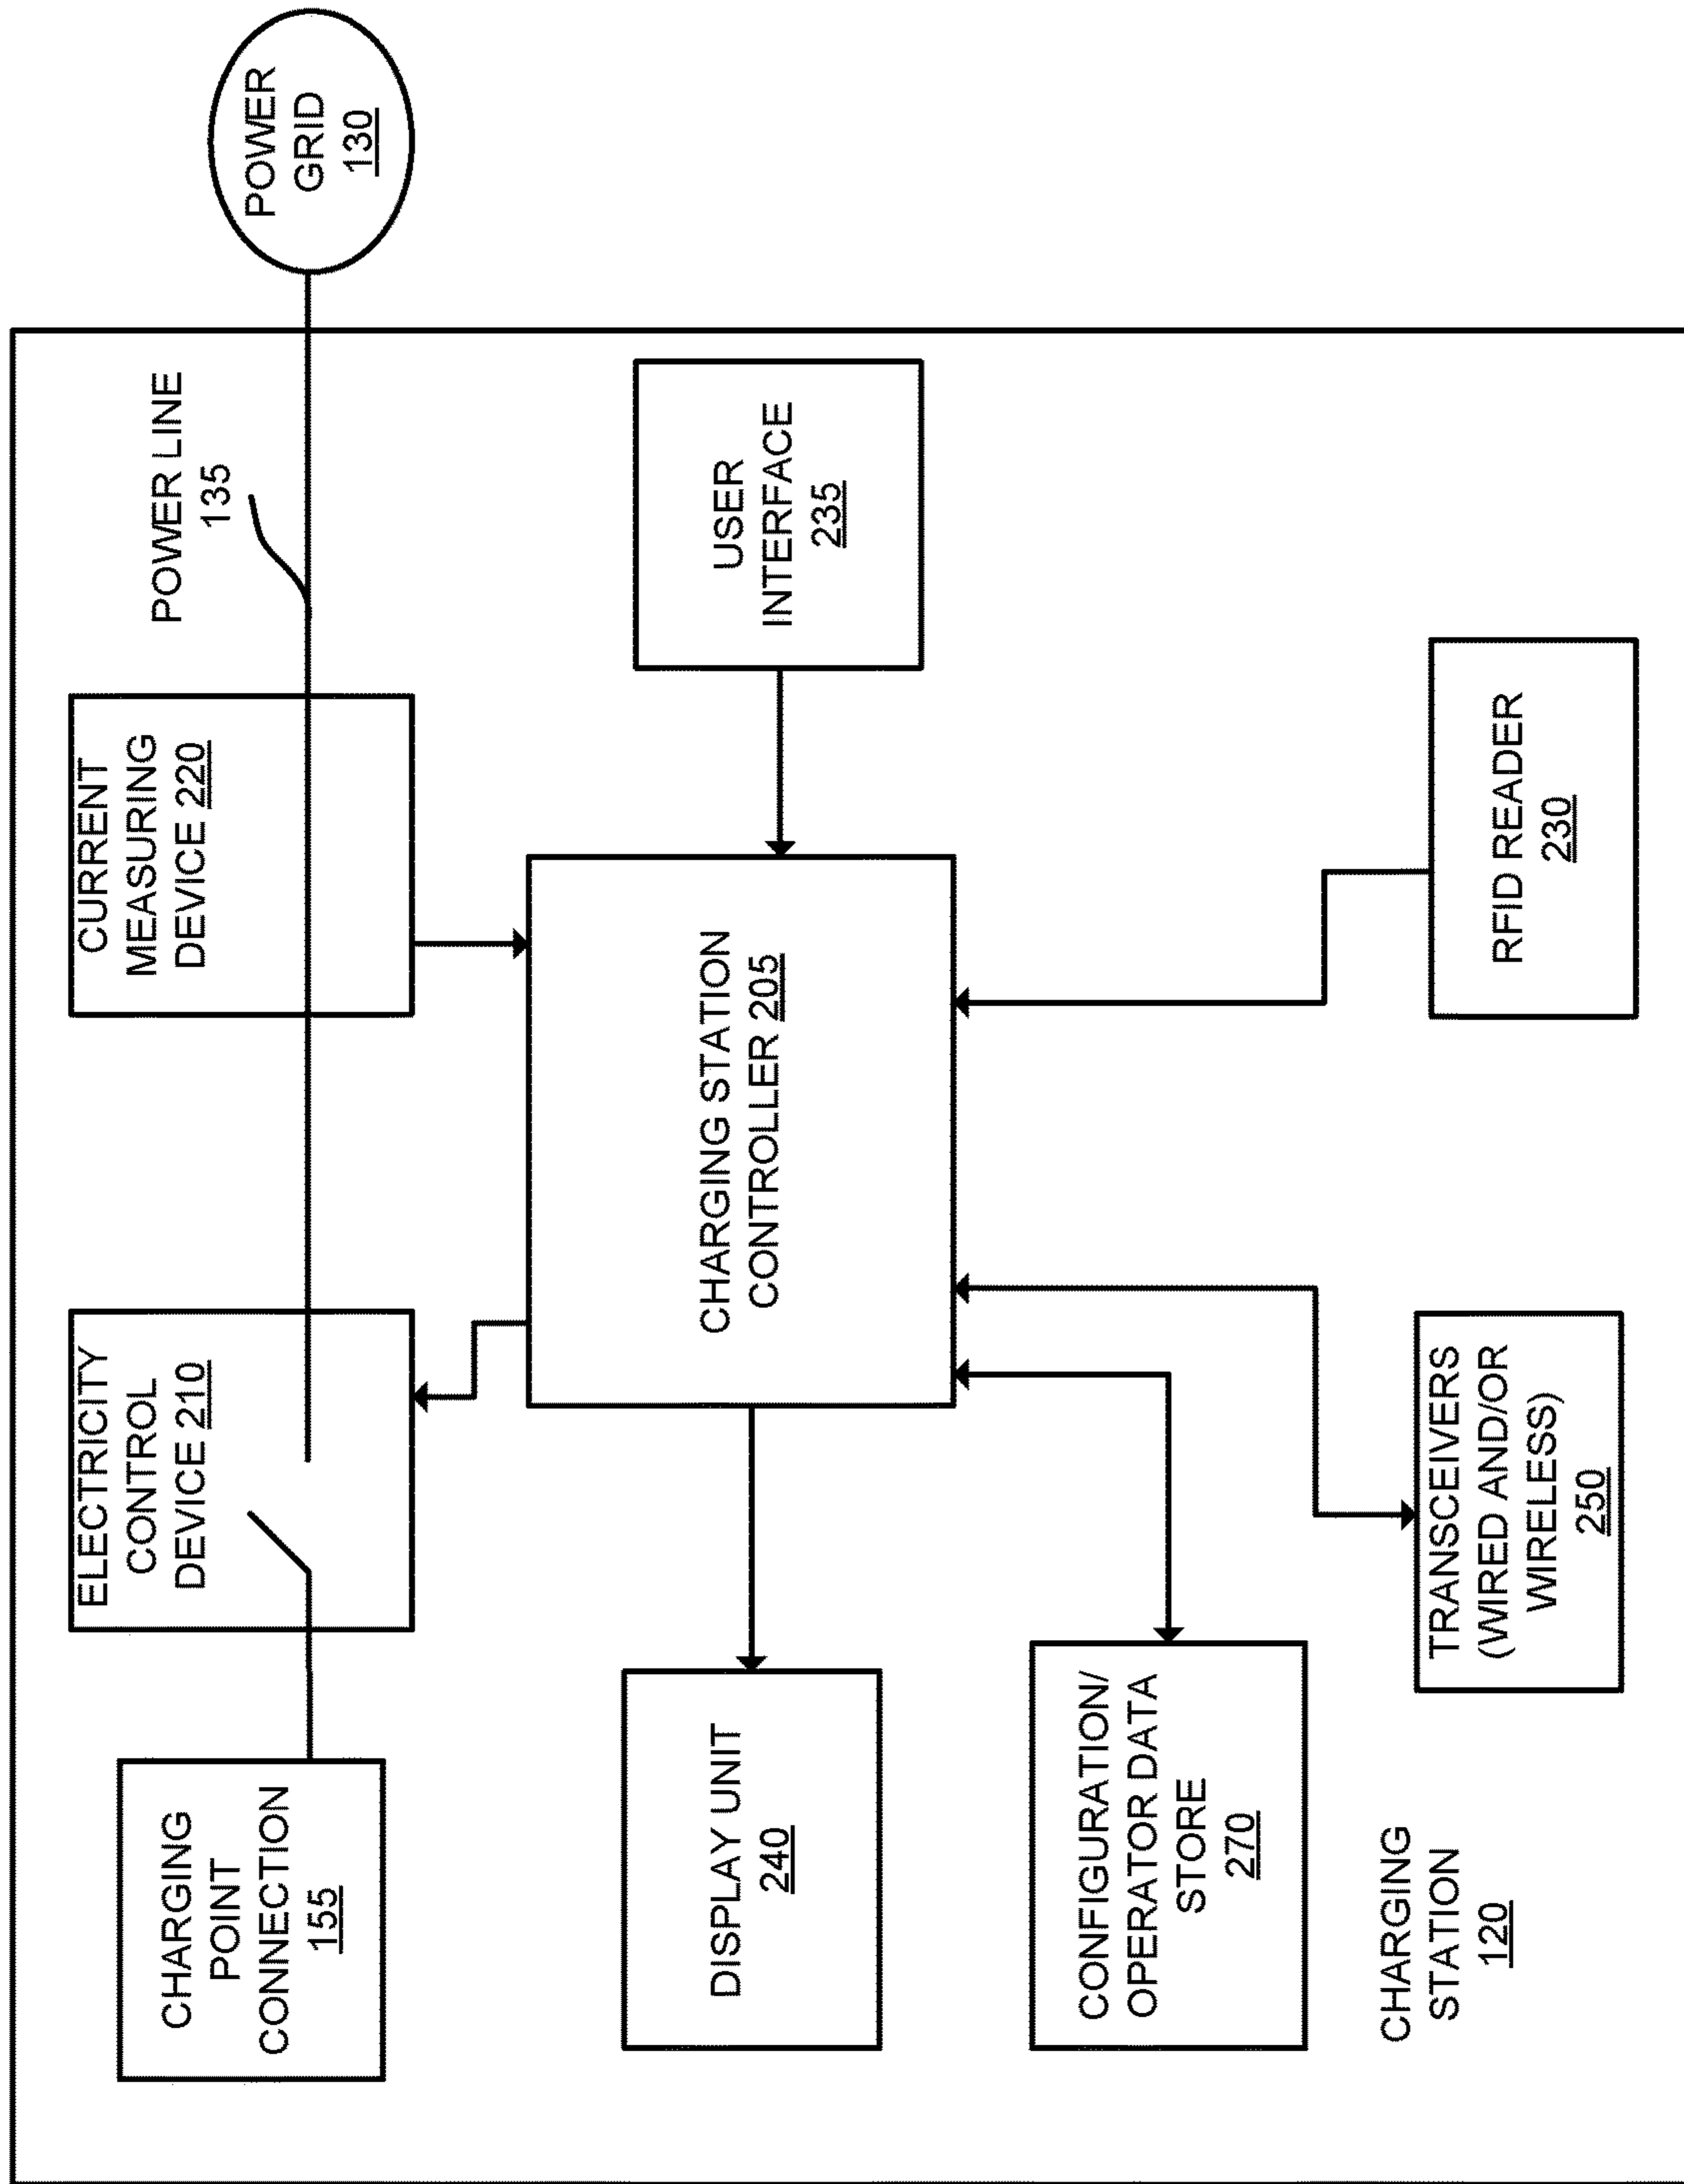 CHARGING
POINT
CONNECTION
155
ELECTRICITY
CONTROL
DEVICE 210
CURRENT
MEASURING
DEVICE 220
POWER LINE
135
POWER
GRID
130
DISPLAY UNIT
240
CHARGING STATION
CONTROLLER 205
USER
INTERFACE
235
CONFIGURATION/
OPERATOR DATA
STORE
270
TRANSCEIVERS
(WIRED AND/OR
WIRELESS)
250
RFID READER
230
CHARGING
STATION
120